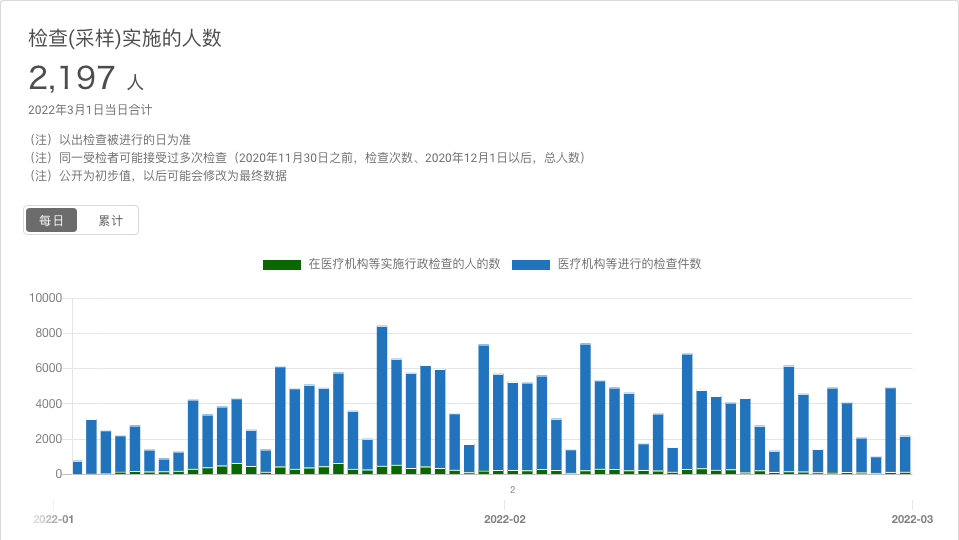 检查(采样)实施的人数
2,197 人
2022年3月1日当日合计
（注）以出检查被进行的日为准
（注）同一受检者可能接受过多次检查（2020年11月30日之前，检查次数、2020年12月1日以后，总人数）
（注）公开为初步值，以后可能会修改为最终数据
每日 累计
在医疗机构等实施行政检查的人的数 医疗机构等进行的检查件数
10000
8000
6000
4000
2000
0
2
2022-01 2022-02 2022-03